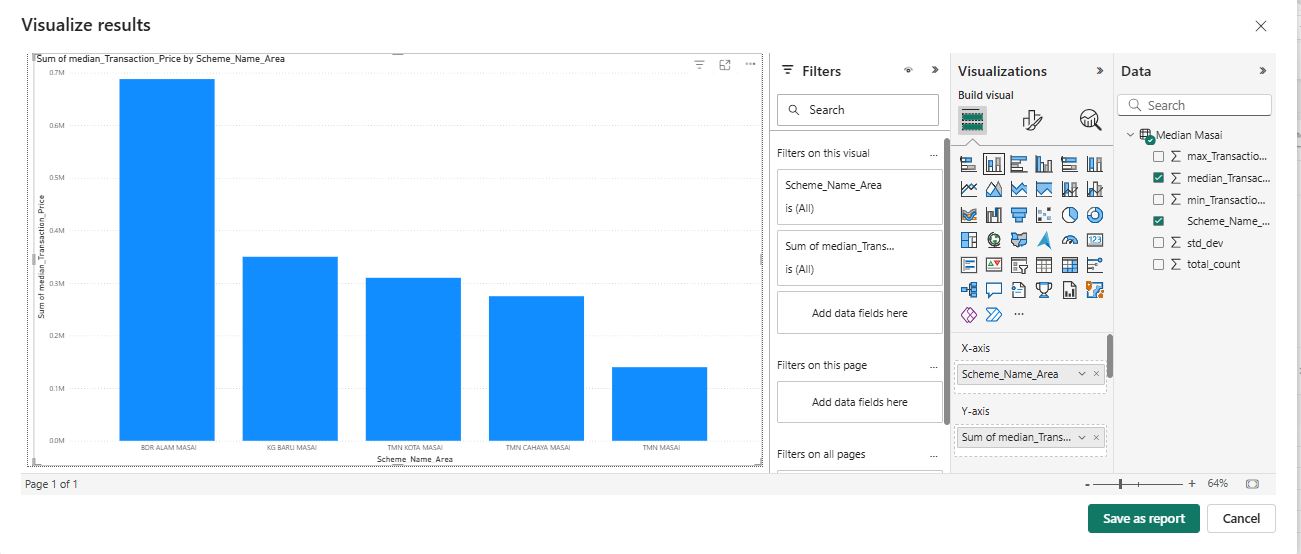 Visualize results
Sum of median_Transaction_Price by Scheme_Name_Area
0.7M
0.6M
0.5M
0.4M
0.3M
0.2M
0.1M
0.0M
Sum of median_Transaction_Price
BDR ALAM MASAI
KG BARU MASAI
TMN KOTA MASAI
TMN CAHAYA MASAI
TMN MASAI
Scheme_Name_Area
Page 1 of 1
Filters
Search
Filters on this visual
...
Scheme_Name_Area
is (All)
Sum of median_Trans...
is (All)
Add data fields here
Filters on this page
...
Add data fields here
Filters on all pages
...
Visualizations
Build visual
123
...
X-axis
Scheme_Name_Area
Y-axis
Sum of median_Trans...
Data
Search
Median Masai
max_Transactio...
median_Transac...
min_Transactio...
Scheme_Name_...
std_dev
total_count
- + 64%
Save as report
Cancel